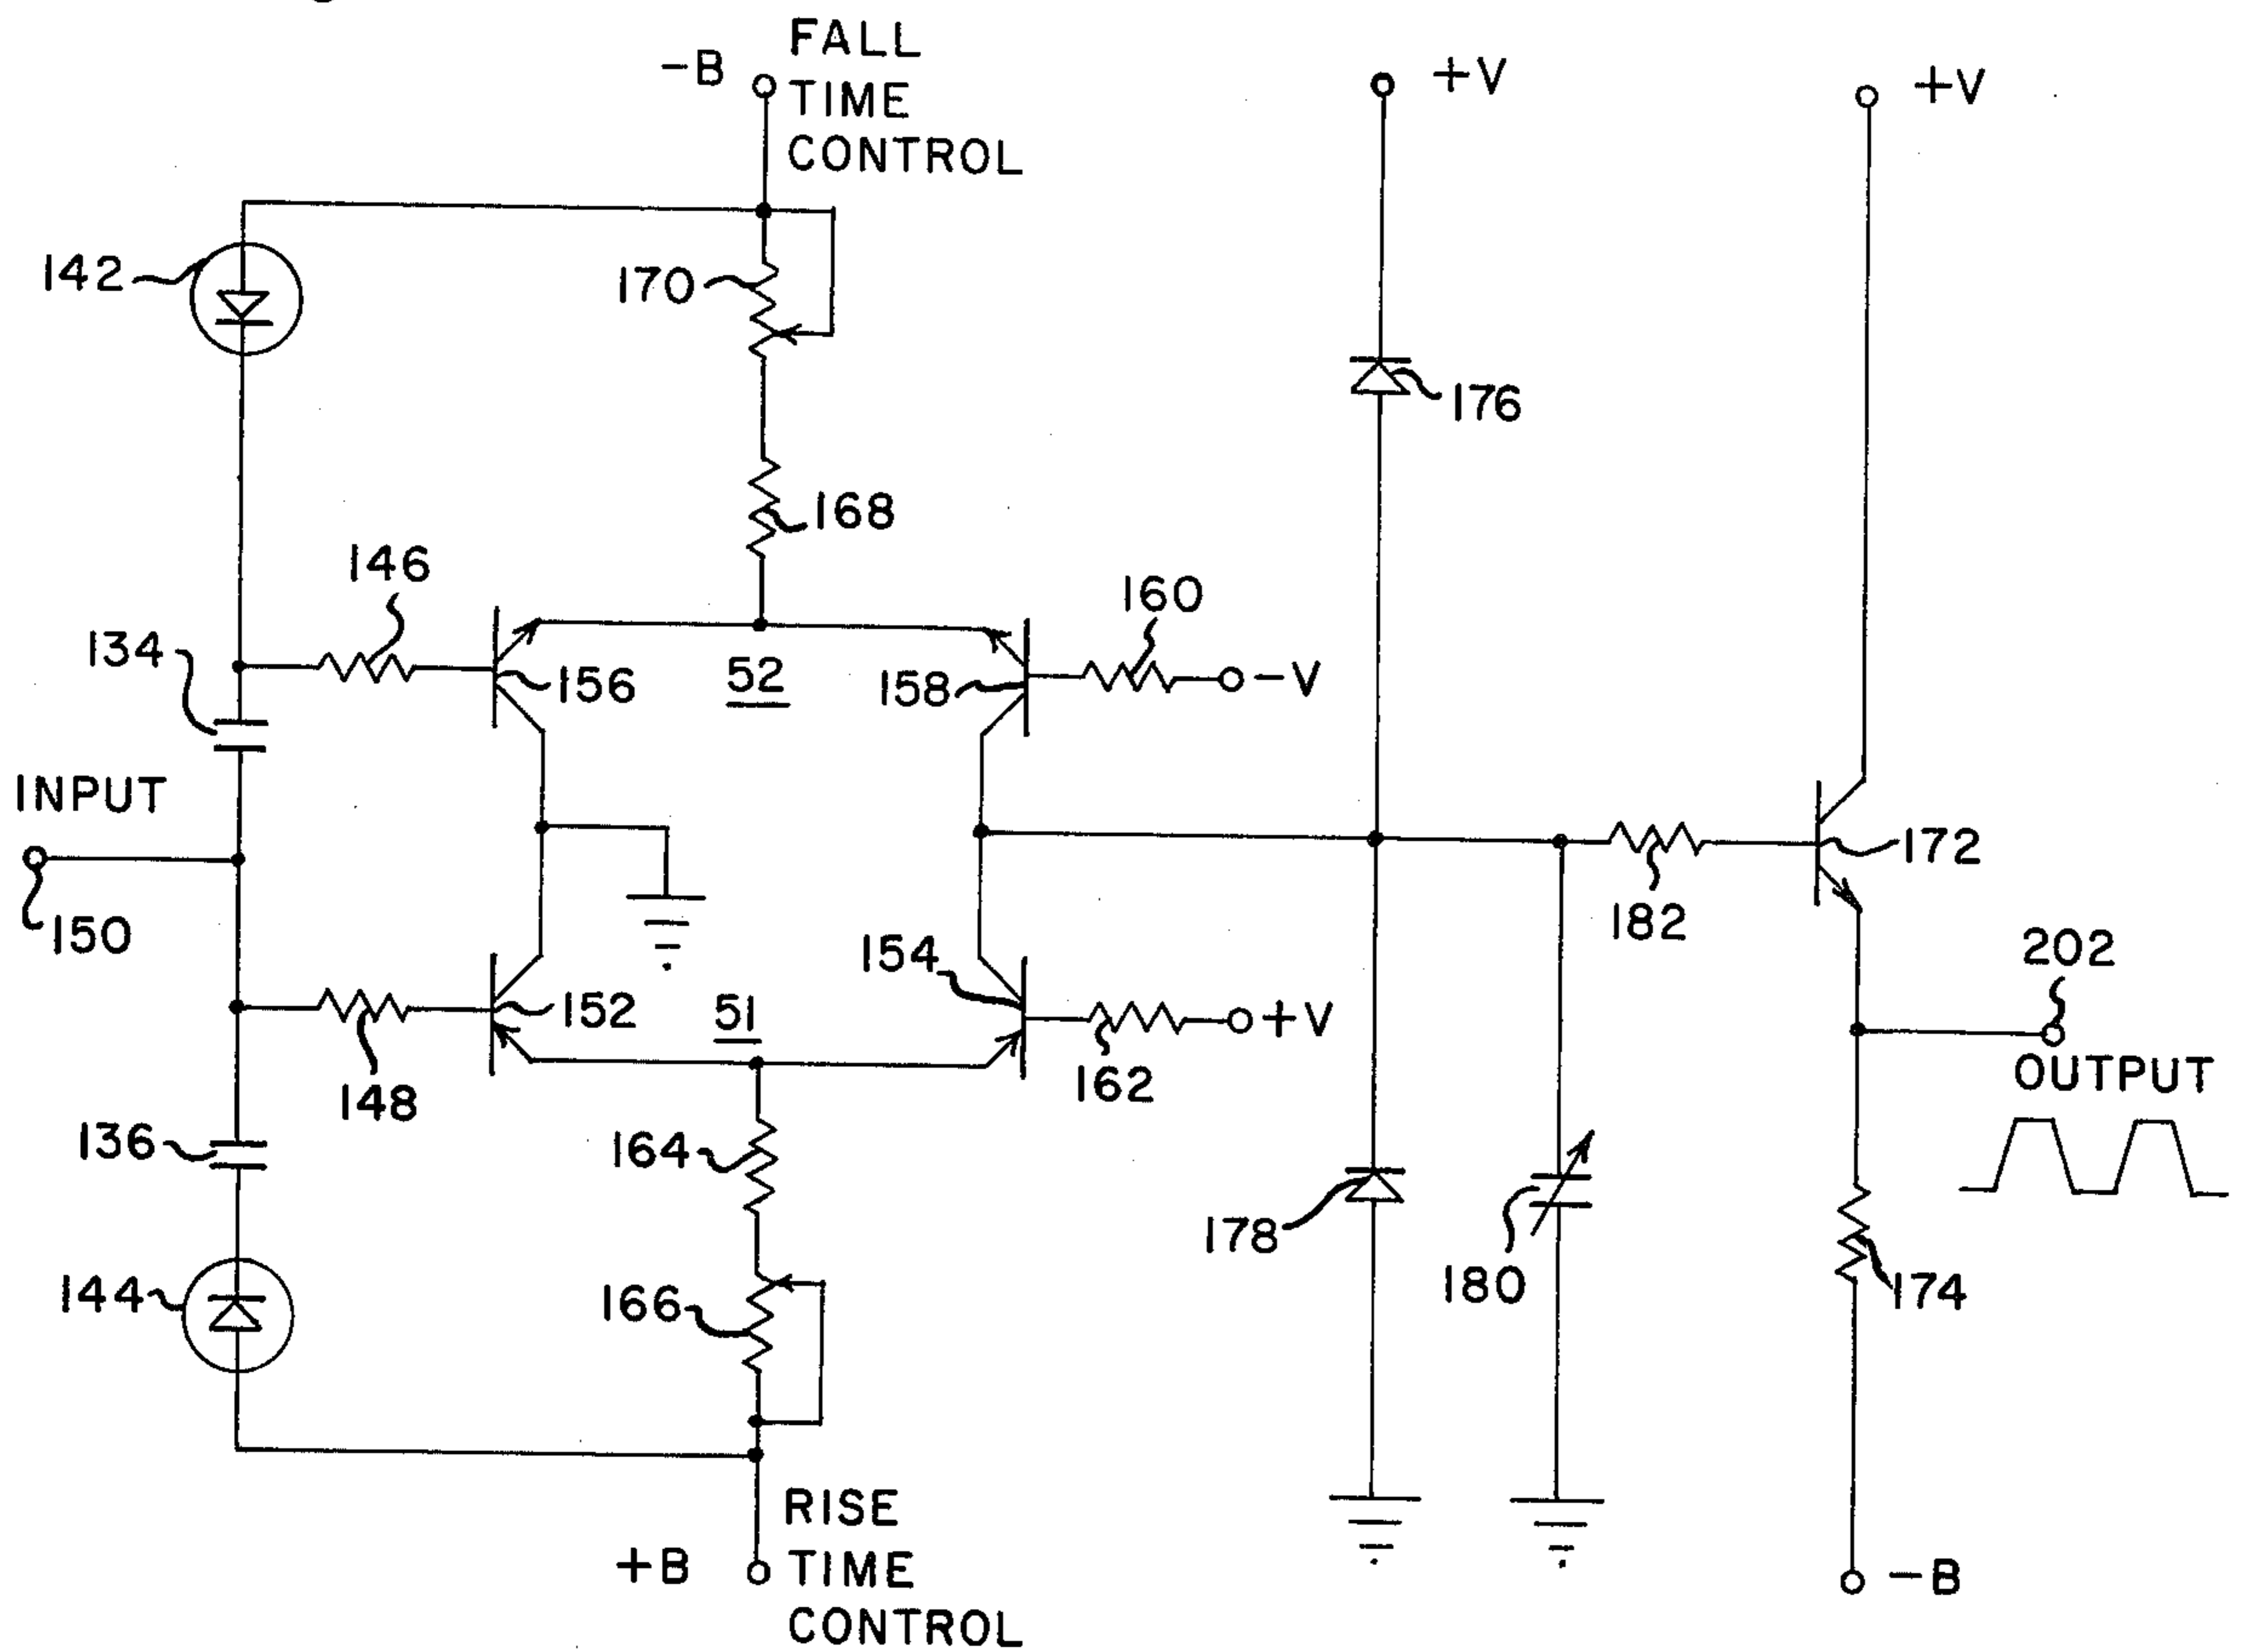 FALL
TIME
CONTROL
-B
+V
+V
142
170
176
168
146
160
134
156
52
158
-V
INPUT
150
172
182
154
202
152
51
+V
OUTPUT
148
162
136
164
178
180
174
144
166
RISE
TIME
CONTROL
+B
-B